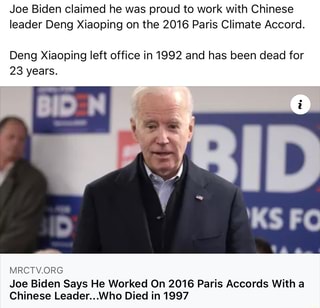 Joe Biden claimed he was proud to work with Chinese
leader Deng Xiaoping on the 2016 Paris Climate Accord.
Deng Xiaoping left office in 1992 and has been dead for
23 years.
BIDEN
BID
KS FO
ID
i
MRCTV.ORG
Joe Biden Says He Worked On 2016 Paris Accords With a
Chinese Leader...Who Died in 1997